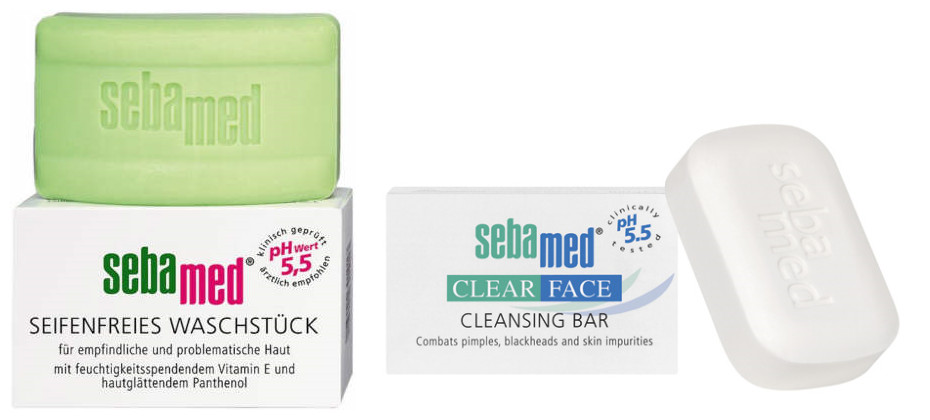 sebamed
klinisch geprüft
pH Wert
5,5
ärztlich empfohlen
sebamed®
SEIFENFREIES WASCHSTÜCK
für empfindliche und problematische Haut
mit feuchtigkeitsspendendem Vitamin E und
hautglättendem Panthenol
clinically
pH
5.5
tested
sebamed®
CLEAR FACE
CLEANSING BAR
Combats pimples, blackheads and skin impurities
seba
med